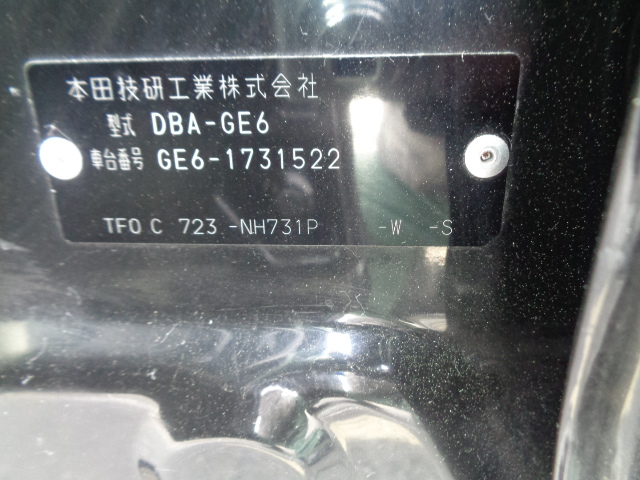 本田技研工業株式会社
型式 DBA-GE6
車台番号 GE6-1731522
TF0 C 723 -NH731P -W -S